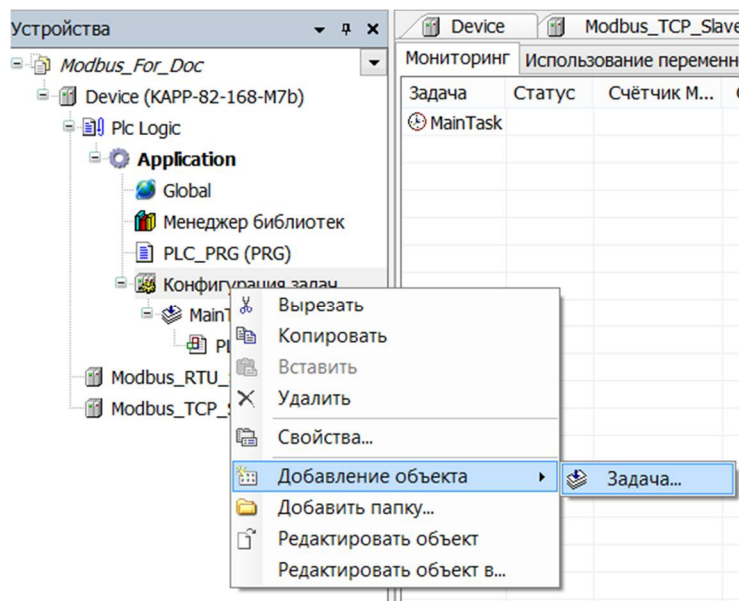 Устройства
Modbus_For_Doc
Device (KAPP-82-168-M7b)
Plc Logic
Application
Global
Менеджер библиотек
PLC_PRG (PRG)
Конфигурация задач
Modbus_RTU_
Modbus_TCP_
Device Modbus_TCP_Slave
Мониторинг Использование переменн
Задача Статус Счётчик М...
MainTask
Вырезать
Копировать
Вставить
Удалить
Свойства...
Добавление объекта
Добавить папку...
Редактировать объект
Редактировать объект в...
Задача...